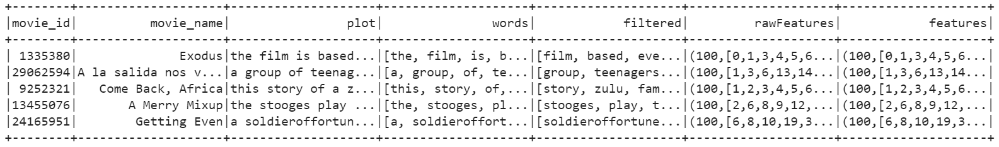 +--------+--------------------+--------------------+--------------------+--------------------+--------------------+--------------------+
|movie_id|          movie_name|                plot|               words|            filtered|         rawFeatures|            features|
+--------+--------------------+--------------------+--------------------+--------------------+--------------------+--------------------+
| 1335380|              Exodus|the film is based...|[the, film, is, b...|[film, based, eve...|(100,[0,1,3,4,5,6...|(100,[0,1,3,4,5,6...|
|29062594|A la salida nos v...|a group of teenag...|[a, group, of, te...|[group, teenagers...|(100,[1,3,6,13,14...|(100,[1,3,6,13,14...|
| 9252321|   Come Back, Africa|this story of a z...|[this, story, of,...|[story, zulu, fam...|(100,[1,2,3,4,5,6...|(100,[1,2,3,4,5,6...|
|13455076|       A Merry Mixup|the stooges play ...|[the, stooges, pl...|[stooges, play, t...|(100,[2,6,8,9,12,...|(100,[2,6,8,9,12,...|
|24165951|        Getting Even|a soldieroffortun...|[a, soldieroffort...|[soldieroffortune...|(100,[6,8,10,19,3...|(100,[6,8,10,19,3...|
+--------+--------------------+--------------------+--------------------+--------------------+--------------------+--------------------+